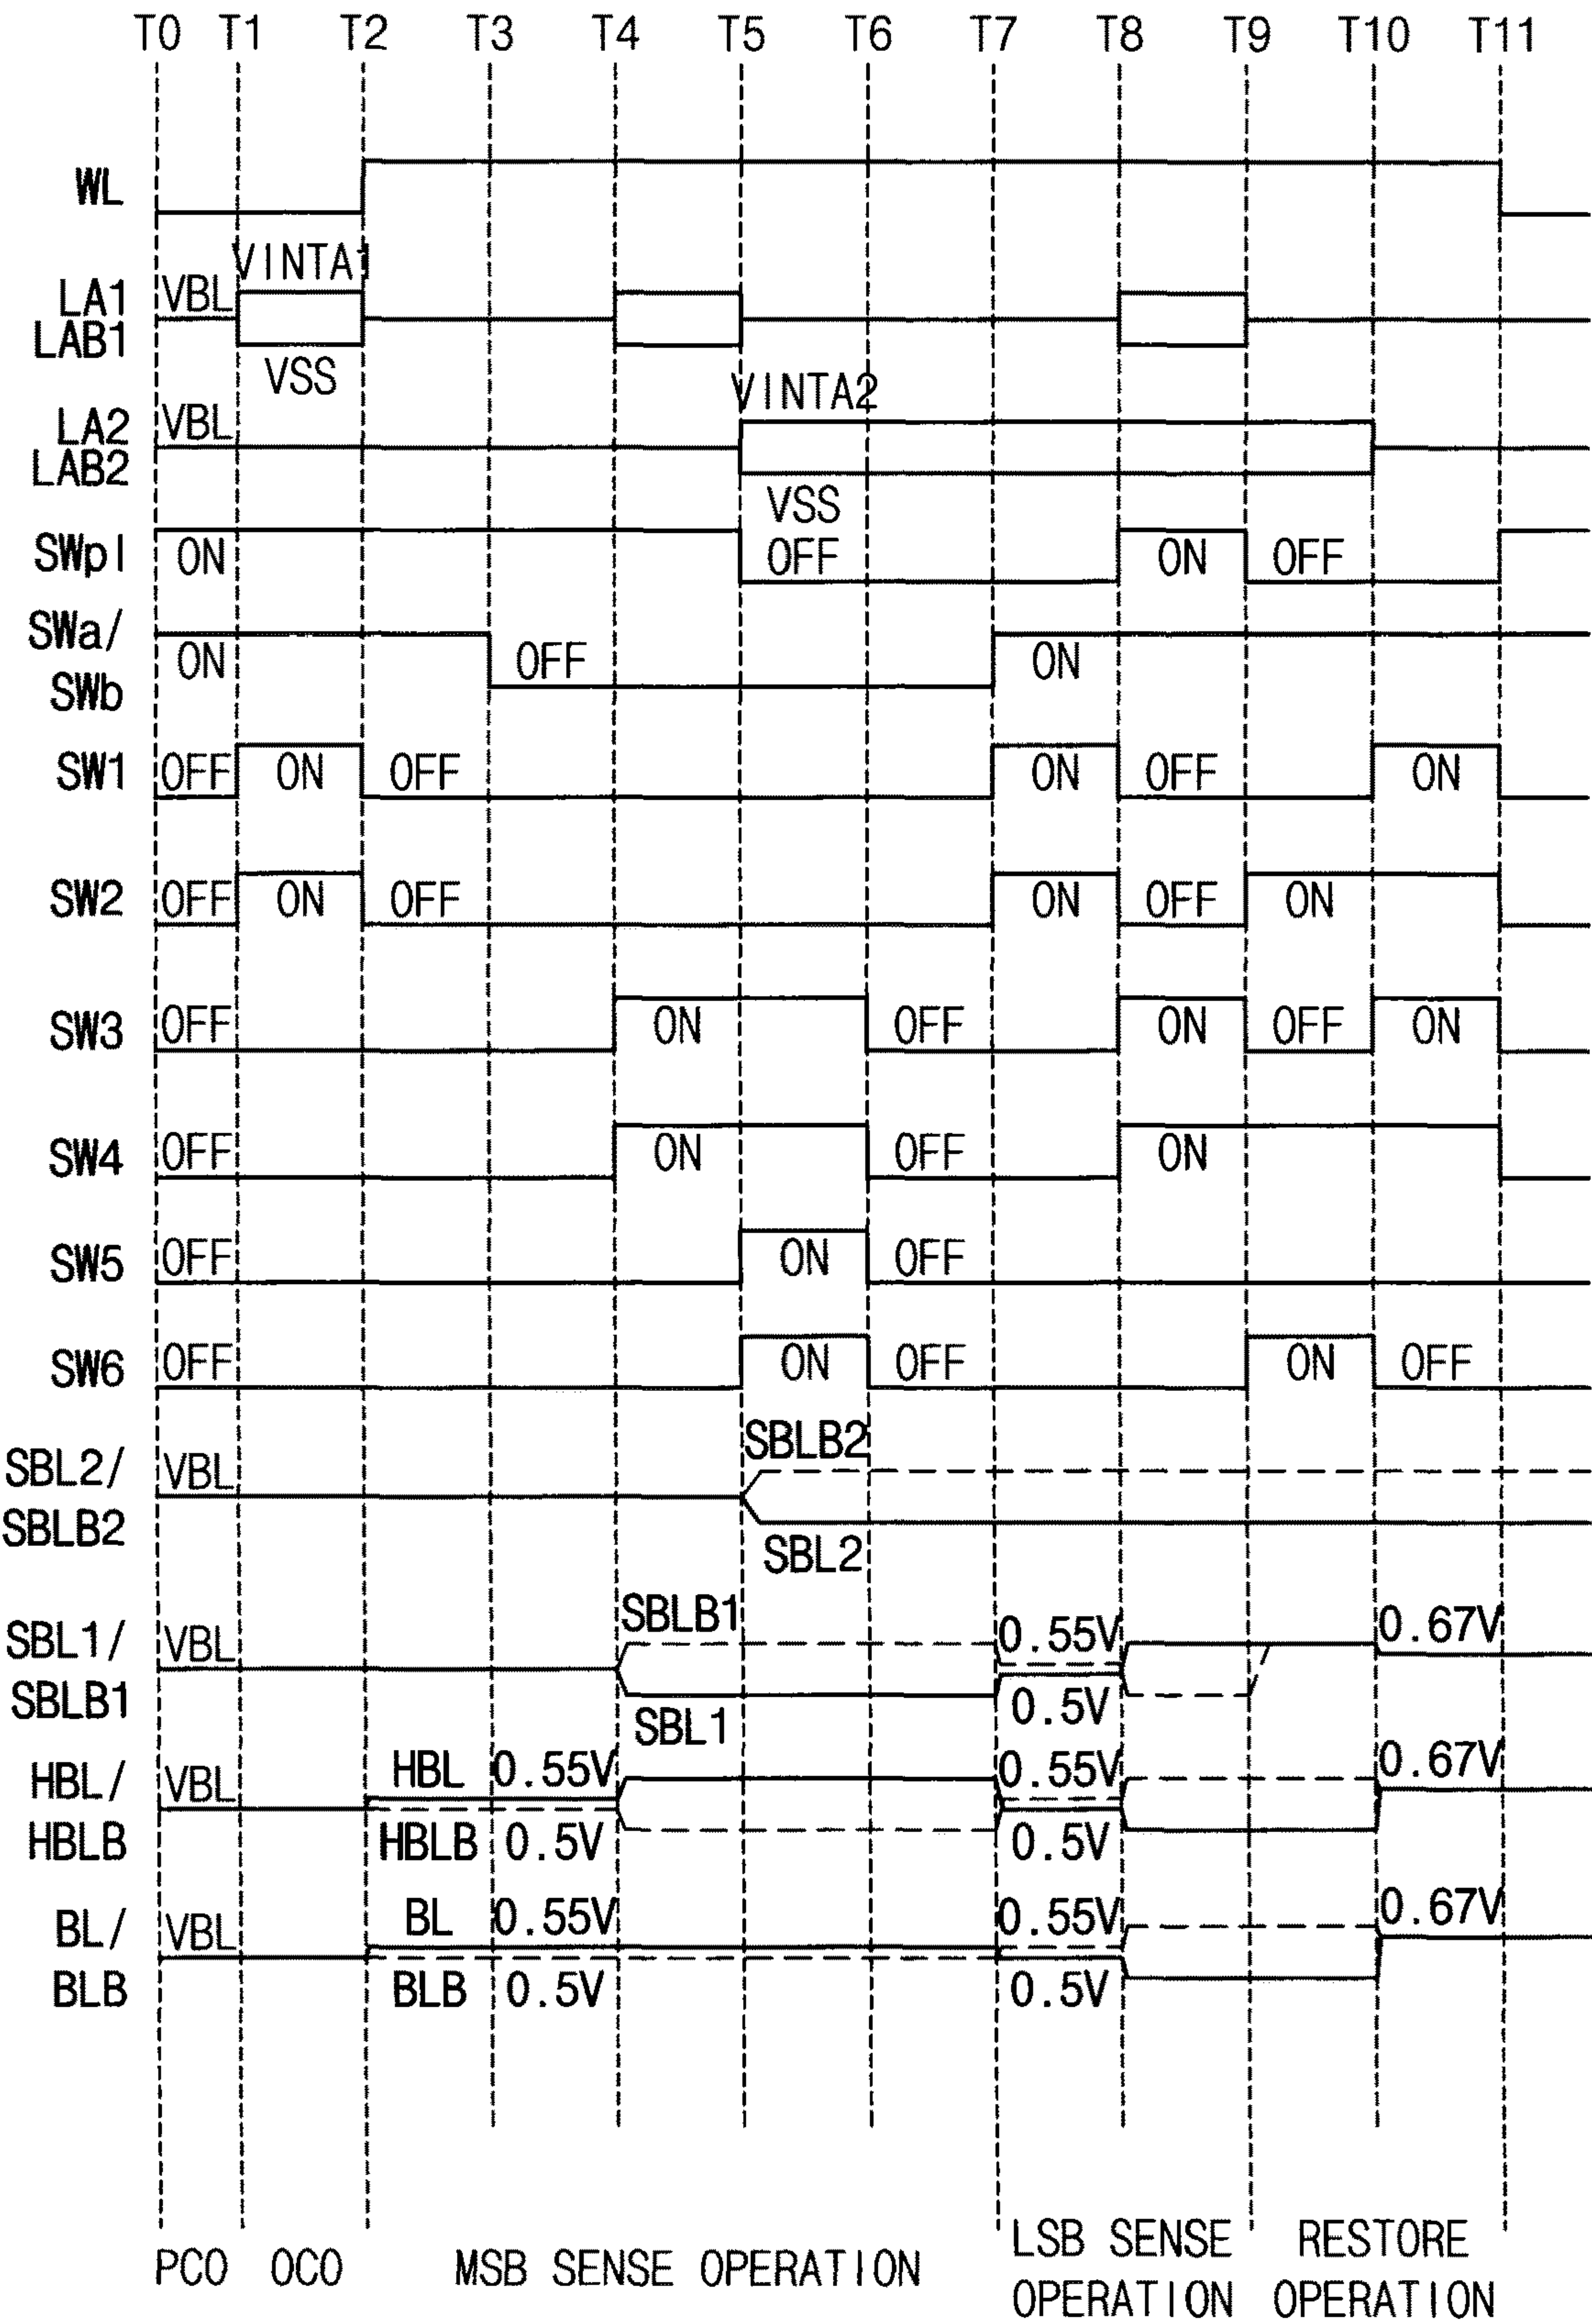 T0 T1 T2 T3 T4 T5 T6 T7 T8 T9 T10 T11
WL
VINTA1
LA1 VBL
LAB1
VSS
VINTA2
LA2 VBL
LAB2
VSS
SWpl ON OFF ON OFF
SWa/
ON OFF ON
SWb
SW1 OFF ON OFF ON OFF ON
SW2 OFF ON OFF ON OFF ON
SW3 OFF ON OFF ON OFF ON
SW4 OFF ON OFF ON
SW5 OFF ON OFF
SW6 OFF ON OFF ON OFF
SBLB2
SBL2/ VBL
SBLB2
SBL2
SBLB1 0.55V 0.67V
SBL1/ VBL
SBLB1 0.5V
SBL1
HBL 0.55V 0.55V 0.67V
HBL/ VBL
HBLB HBLB 0.5V 0.5V
BL 0.55V 0.55V 0.67V
BL/ VBL
BLB BLB 0.5V 0.5V
PCO OCO MSB SENSE OPERATION
LSB SENSE
OPERATION
RESTORE
OPERATION